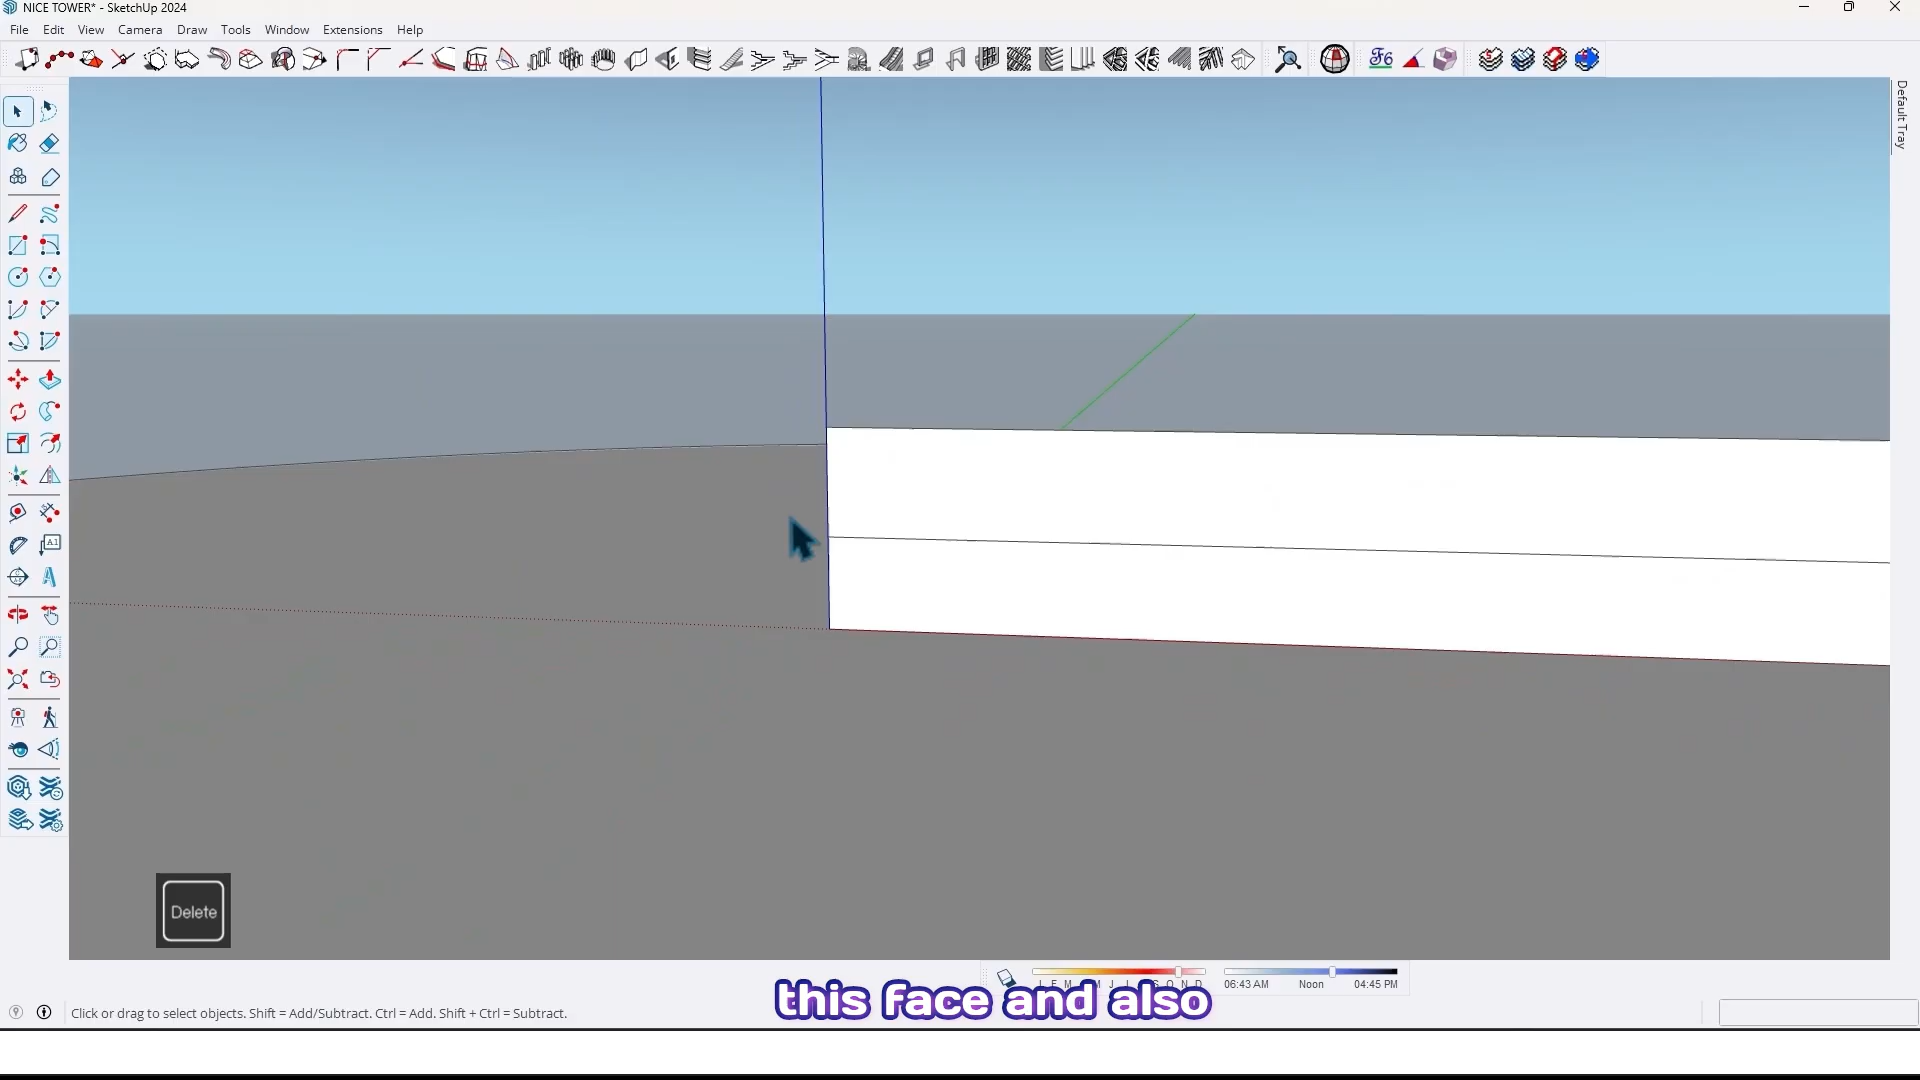 NICE TOWER* - SketchUp 2024
File Edit View Camera Draw Tools Window Extensions Help
Default Tray
Delete
06:43 AM Noon 04:45 PM
this face and also
Click or drag to select objects. Shift = Add/Subtract. Ctrl = Add. Shift + Ctrl = Subtract.